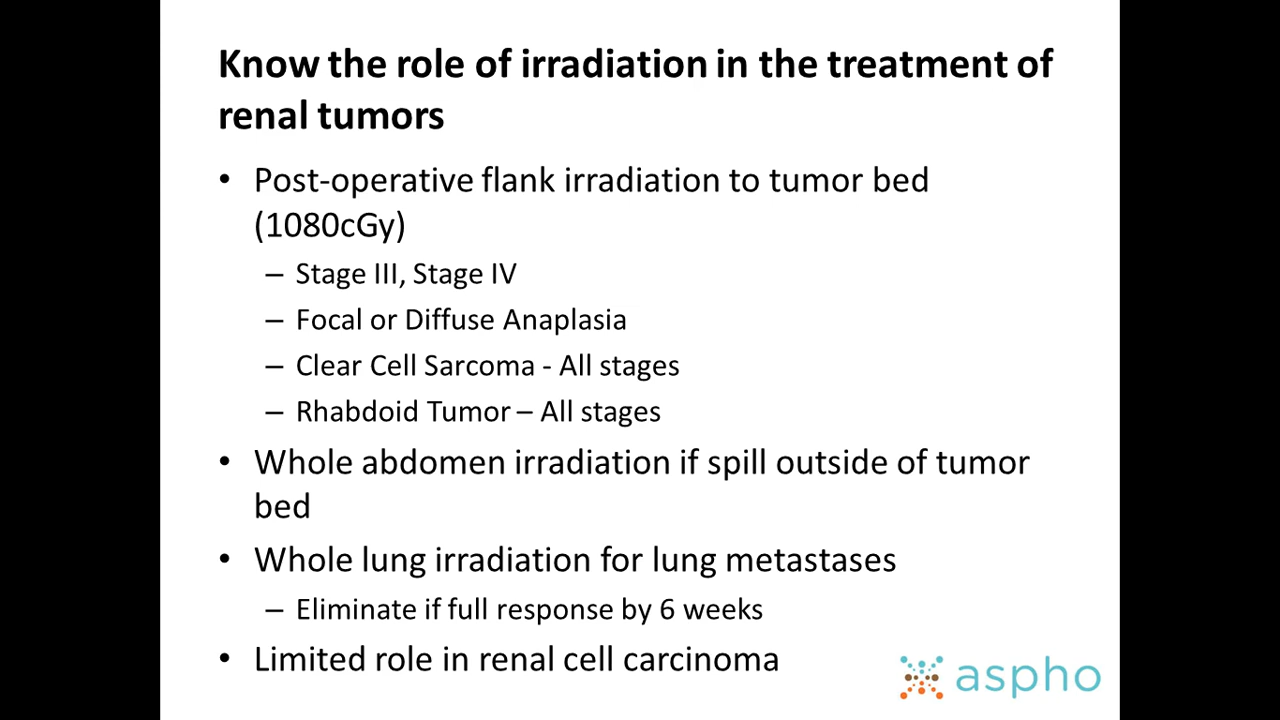 Know the role of irradiation in the treatment of
renal tumors
• Post-operative flank irradiation to tumor bed
(1080cGy)
– Stage III, Stage IV
– Focal or Diffuse Anaplasia
– Clear Cell Sarcoma - All stages
– Rhabdoid Tumor – All stages
• Whole abdomen irradiation if spill outside of tumor
bed
• Whole lung irradiation for lung metastases
– Eliminate if full response by 6 weeks
• Limited role in renal cell carcinoma
aspho